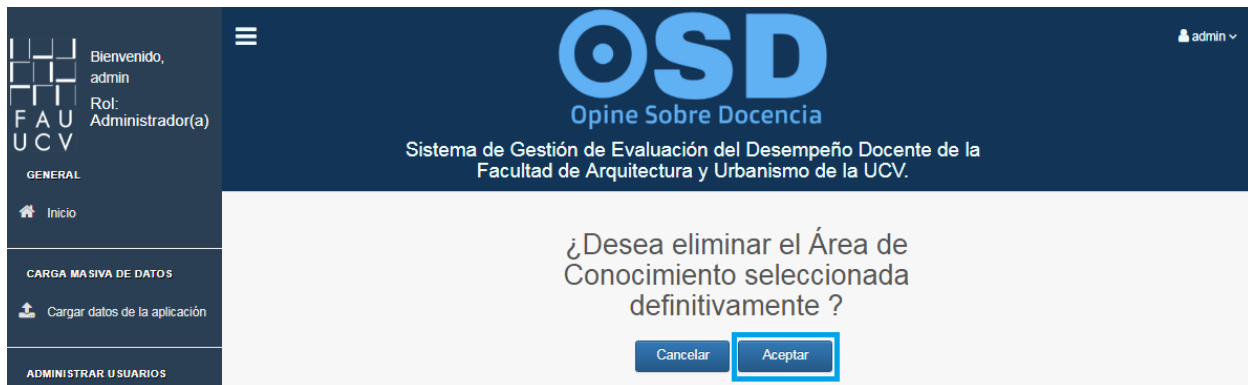 Bienvenido,
admin
Rol:
Administrador(a)
FAU
UCV
GENERAL
Inicio
CARGA MASIVA DE DATOS
Cargar datos de la aplicación
ADMINISTRAR USUARIOS
OSD
Opine Sobre Docencia
admin
Sistema de Gestión de Evaluación del Desempeño Docente de la
Facultad de Arquitectura y Urbanismo de la UCV.
¿Desea eliminar el Área de
Conocimiento seleccionada
definitivamente ?
Cancelar
Aceptar